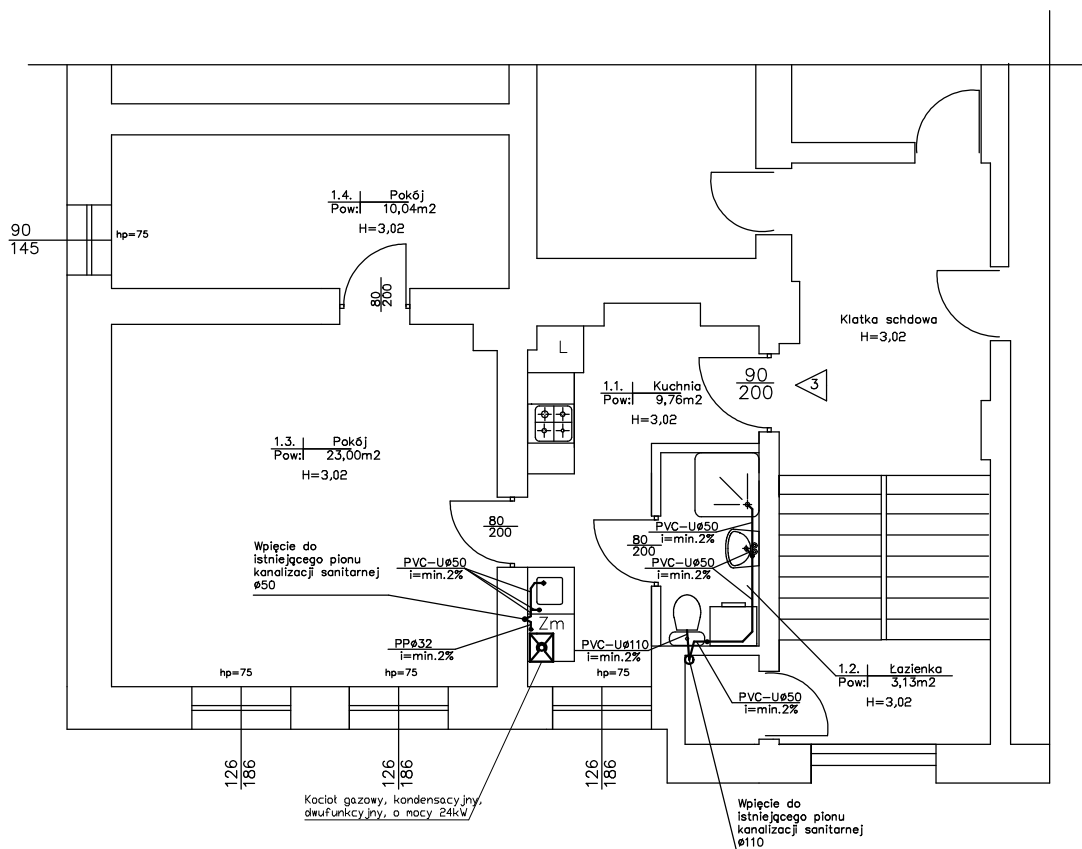 1.4. Pokój
Pow: 10,04m2
H=3,02
90
145
hp=75
80
200
Klatka schdowa
H=3,02
L
1.1. Kuchnia
Pow: 9,76m2
H=3,02
90
200
3
1.3. Pokój
Pow: 23,00m2
H=3,02
80
200
PVC-Uø50
i=min.2%
80
200
Wpięcie do
istniejącego pionu
kanalizacji sanitarnej
ø50
PVC-Uø50
i=min.2%
PVC-Uø50
i=min.2%
Zm
PPø32
i=min.2%
PVC-Uø110
i=min.2%
hp=75
hp=75
hp=75
1.2. Łazienka
Pow: 3,13m2
H=3,02
PVC-Uø50
i=min.2%
126
186
126
186
126
186
Kocioł gazowy, kondensacyjny,
dwufunkcyjny, o mocy 24kW
Wpięcie do
istniejącego pionu
kanalizacji sanitarnej
ø110